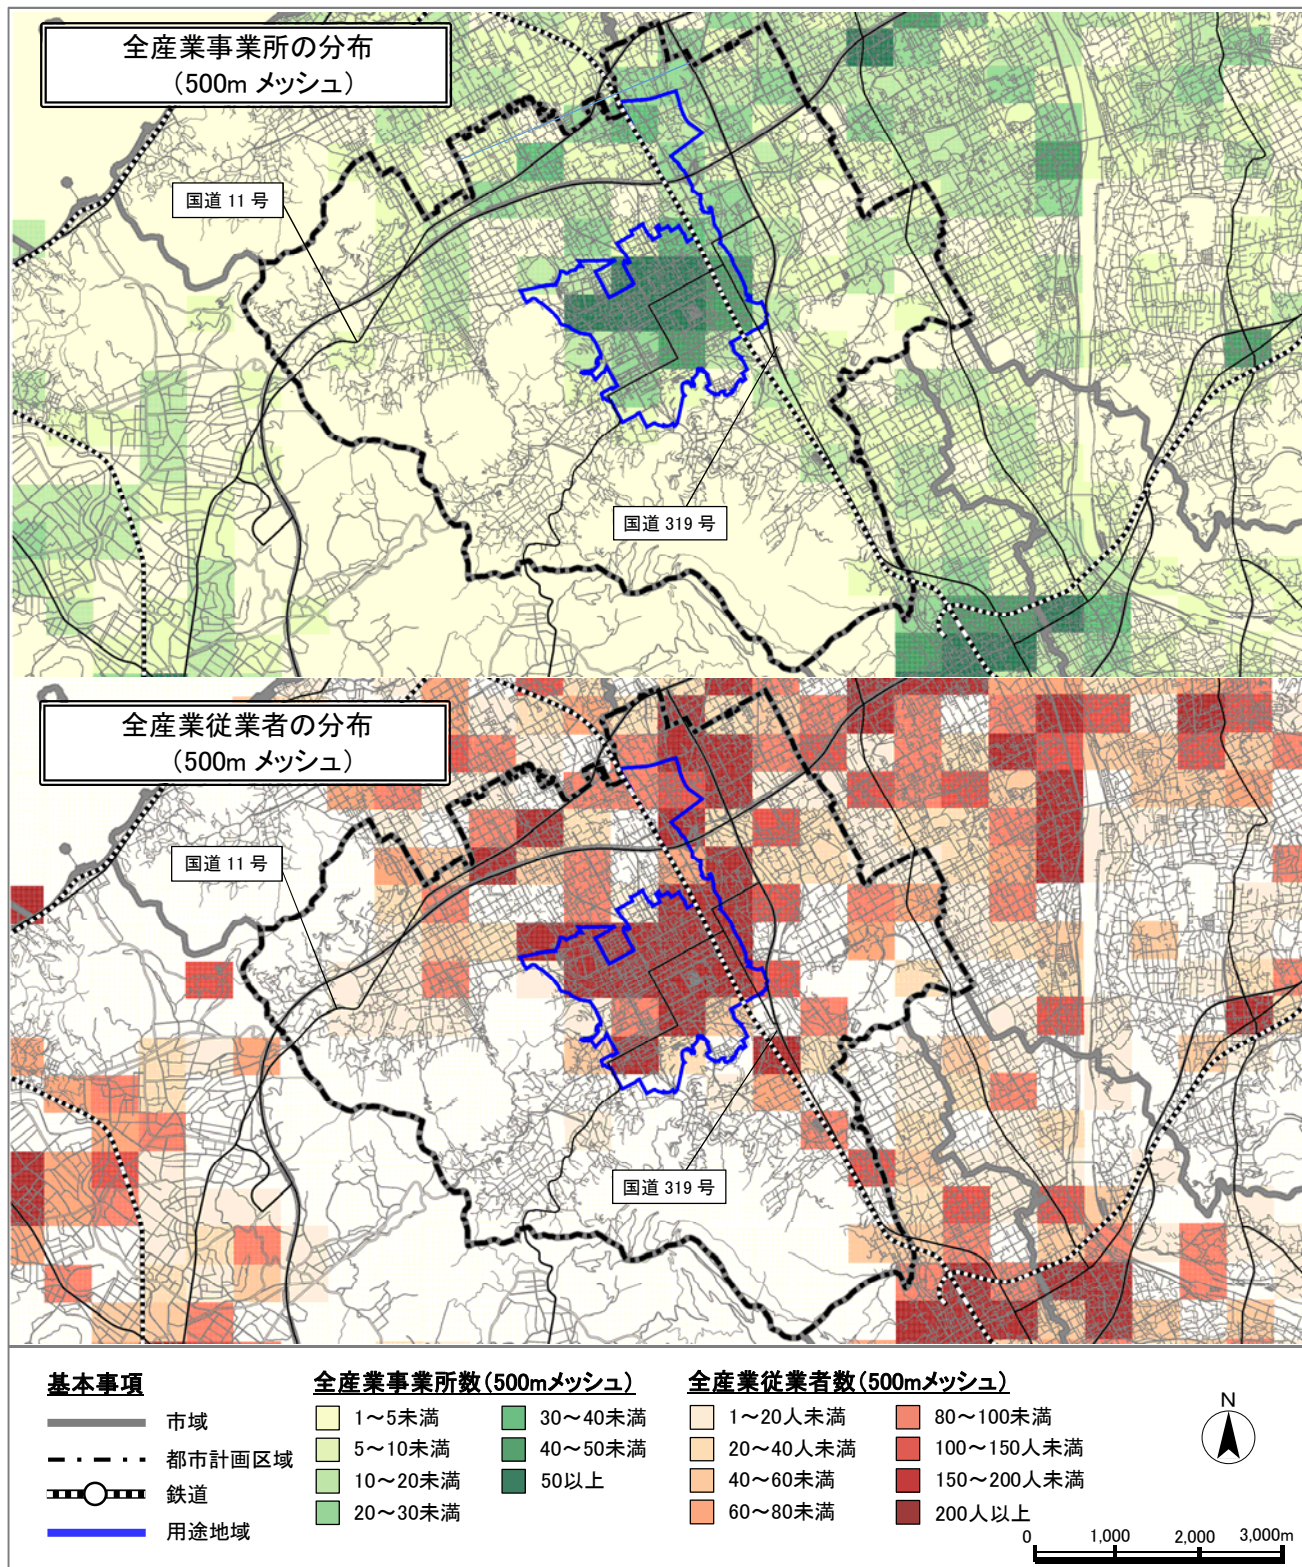 全産業事業所の分布
(500m メッシュ)
国道 11 号
国道 319 号
全産業従業者の分布
(500m メッシュ)
国道 11 号
国道 319 号
基本事項
市域
都市計画区域
鉄道
用途地域
全産業事業所数(500mメッシュ)
1～5未満
5～10未満
10～20未満
20～30未満
30～40未満
40～50未満
50以上
全産業従業者数(500mメッシュ)
1～20人未満
20～40人未満
40～60未満
60～80未満
80～100未満
100～150人未満
150～200人未満
200人以上
N
0 1,000 2,000 3,000m